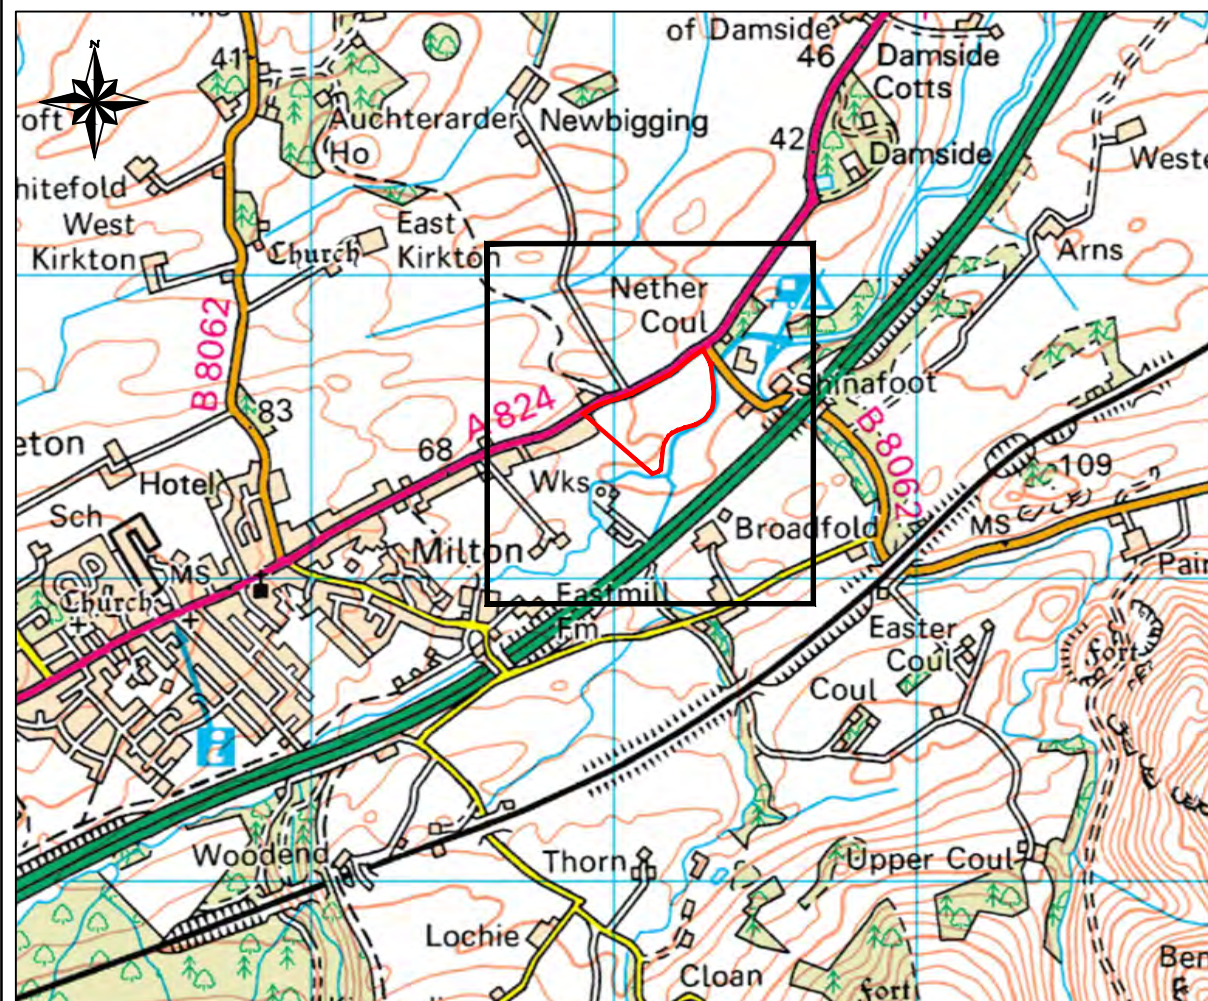 MS
N
of Damside
41
46
Damside
Cotts
roft
Auchterarder
Newbigging
Ho
42
Damside
Weste
hitefold
West
Kirkton
Church
East
Kirkton
Arns
Nether
Coul
B 8062
Shinafoot
83
A 824
B 8062
eton
68
Hotel
Wks
109
Sch
Broadfold
MS
Milton
Pair
MS
Church
Eastmill
Fm
Easter
Coul
fort
Coul
i
Woodend
Thorn
Upper Coul
Lochie
Cloan
Ben
fort